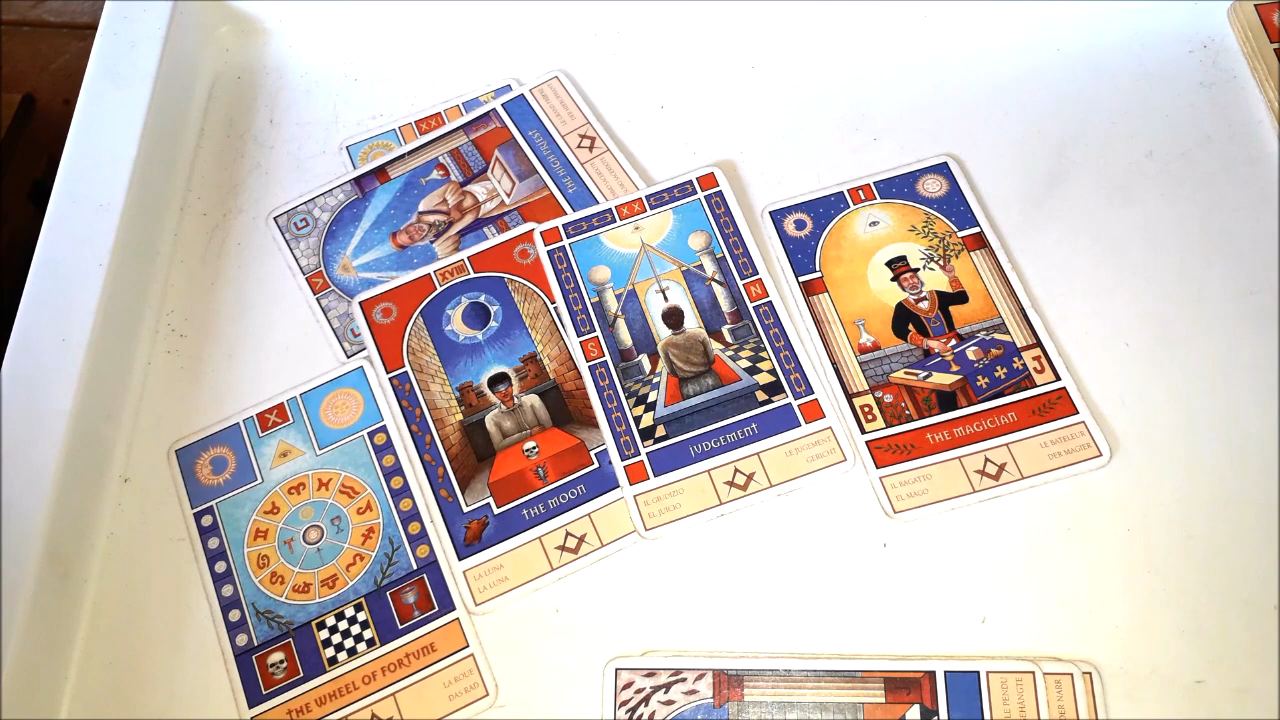 XXI
THE HIGH PRIEST
V
G
XVIII
THE MOON
LA LUNA
LA LUNA
XX
S
N
JUDGEMENT
IL GIUDIZIO
EL JUICIO
LE JUGEMENT
GERICHT
I
B
J
THE MAGICIAN
IL BAGATTO
EL MAGO
LE BATELEUR
DER MAGIER
X
THE WHEEL OF FORTUNE
LA ROUE
DAS RAD
LE PENDU
DER NARR